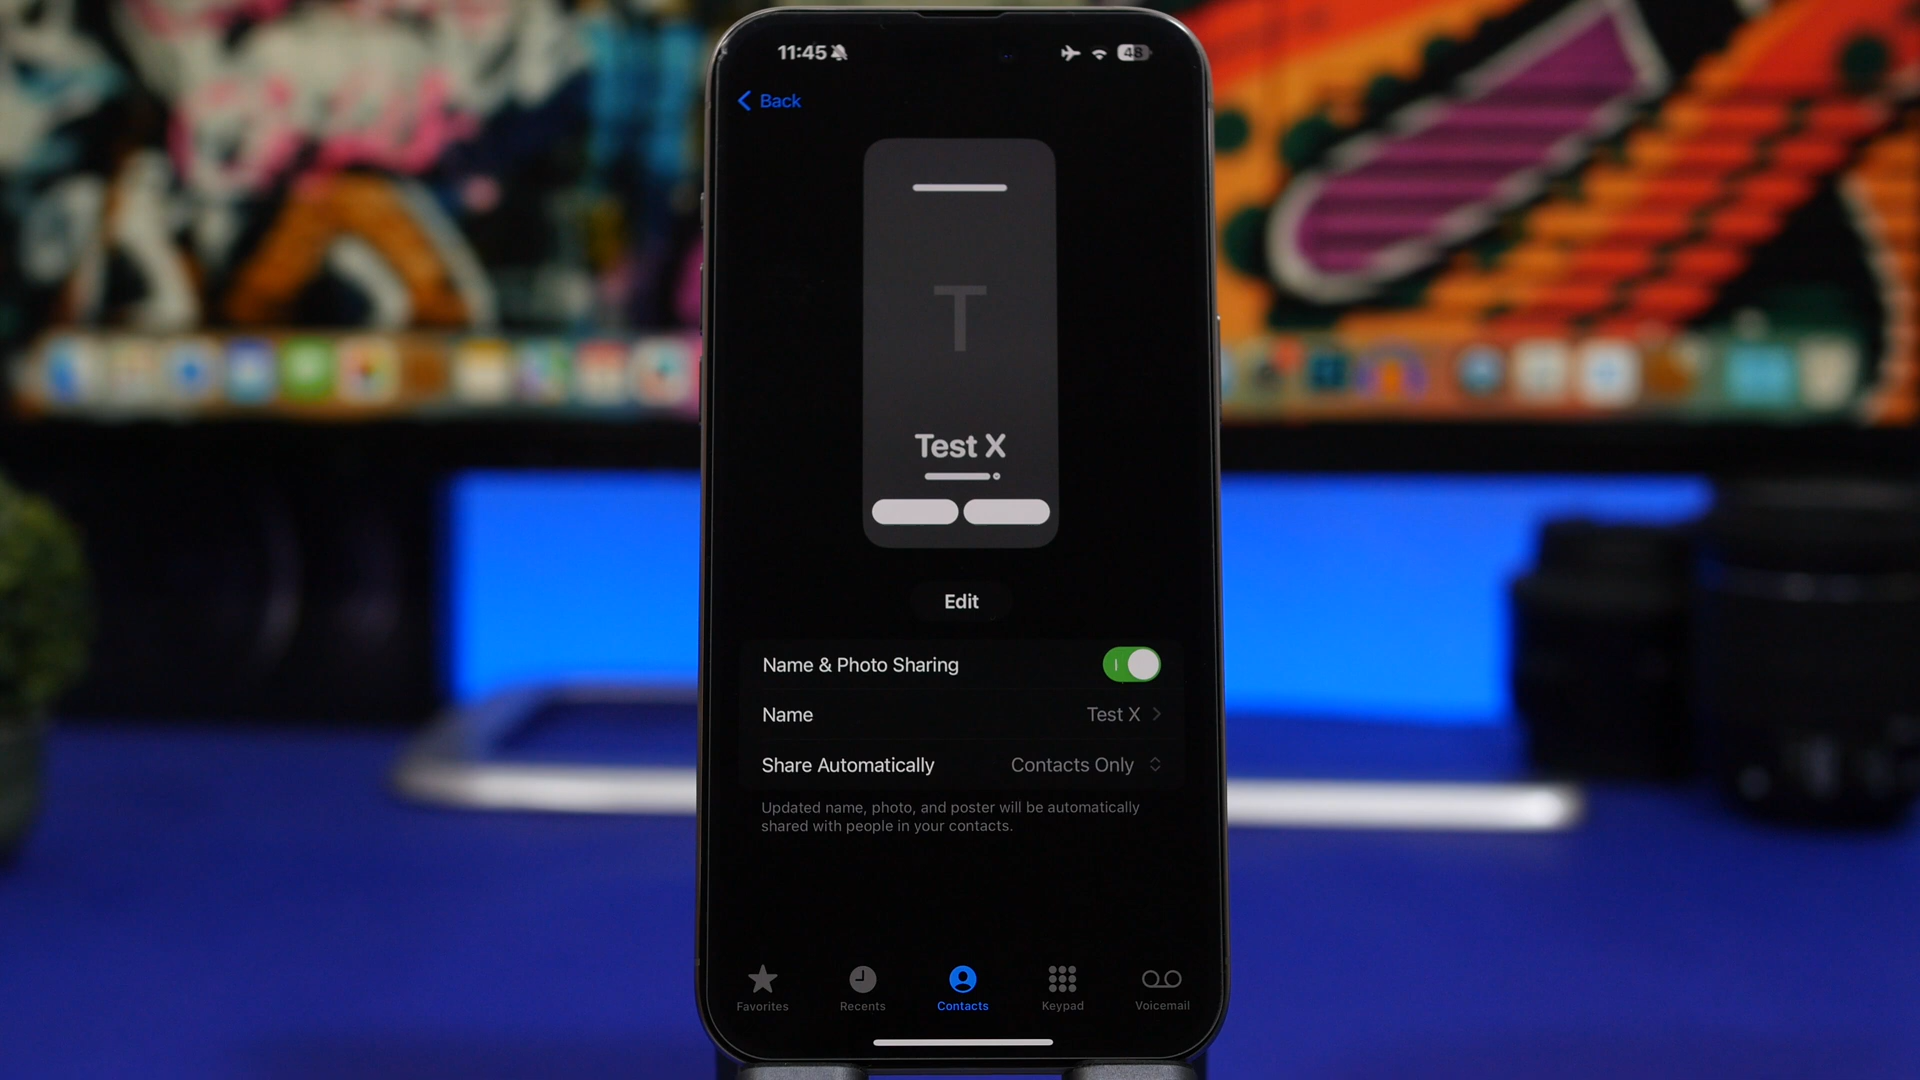 11:45
48
Back
T
Test X
Edit
Name & Photo Sharing
Name Test X
Share Automatically Contacts Only
Updated name, photo, and poster will be automatically
shared with people in your contacts.
Favorites Recents Contacts Keypad Voicemail